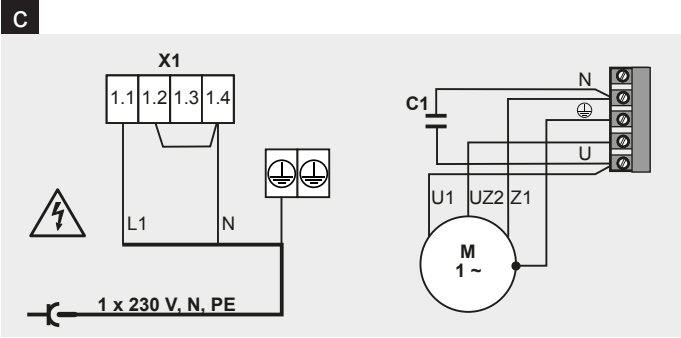 C
X1
1.1 1.2 1.3 1.4
L1
N
1 x 230 V, N, PE
N
C1
U
U1 UZ2 Z1
M
1 ~